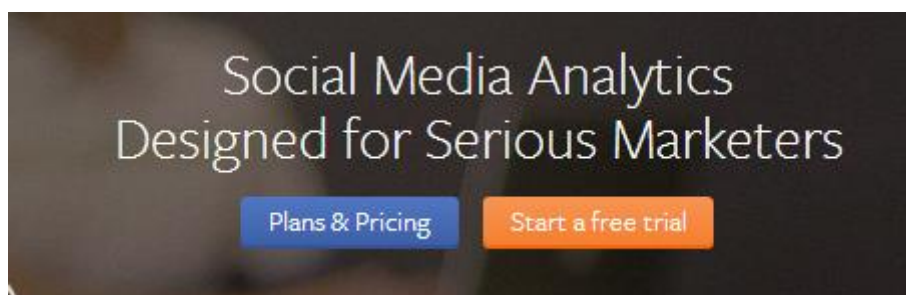 Social Media Analytics
Designed for Serious Marketers
Plans & Pricing
Start a free trial